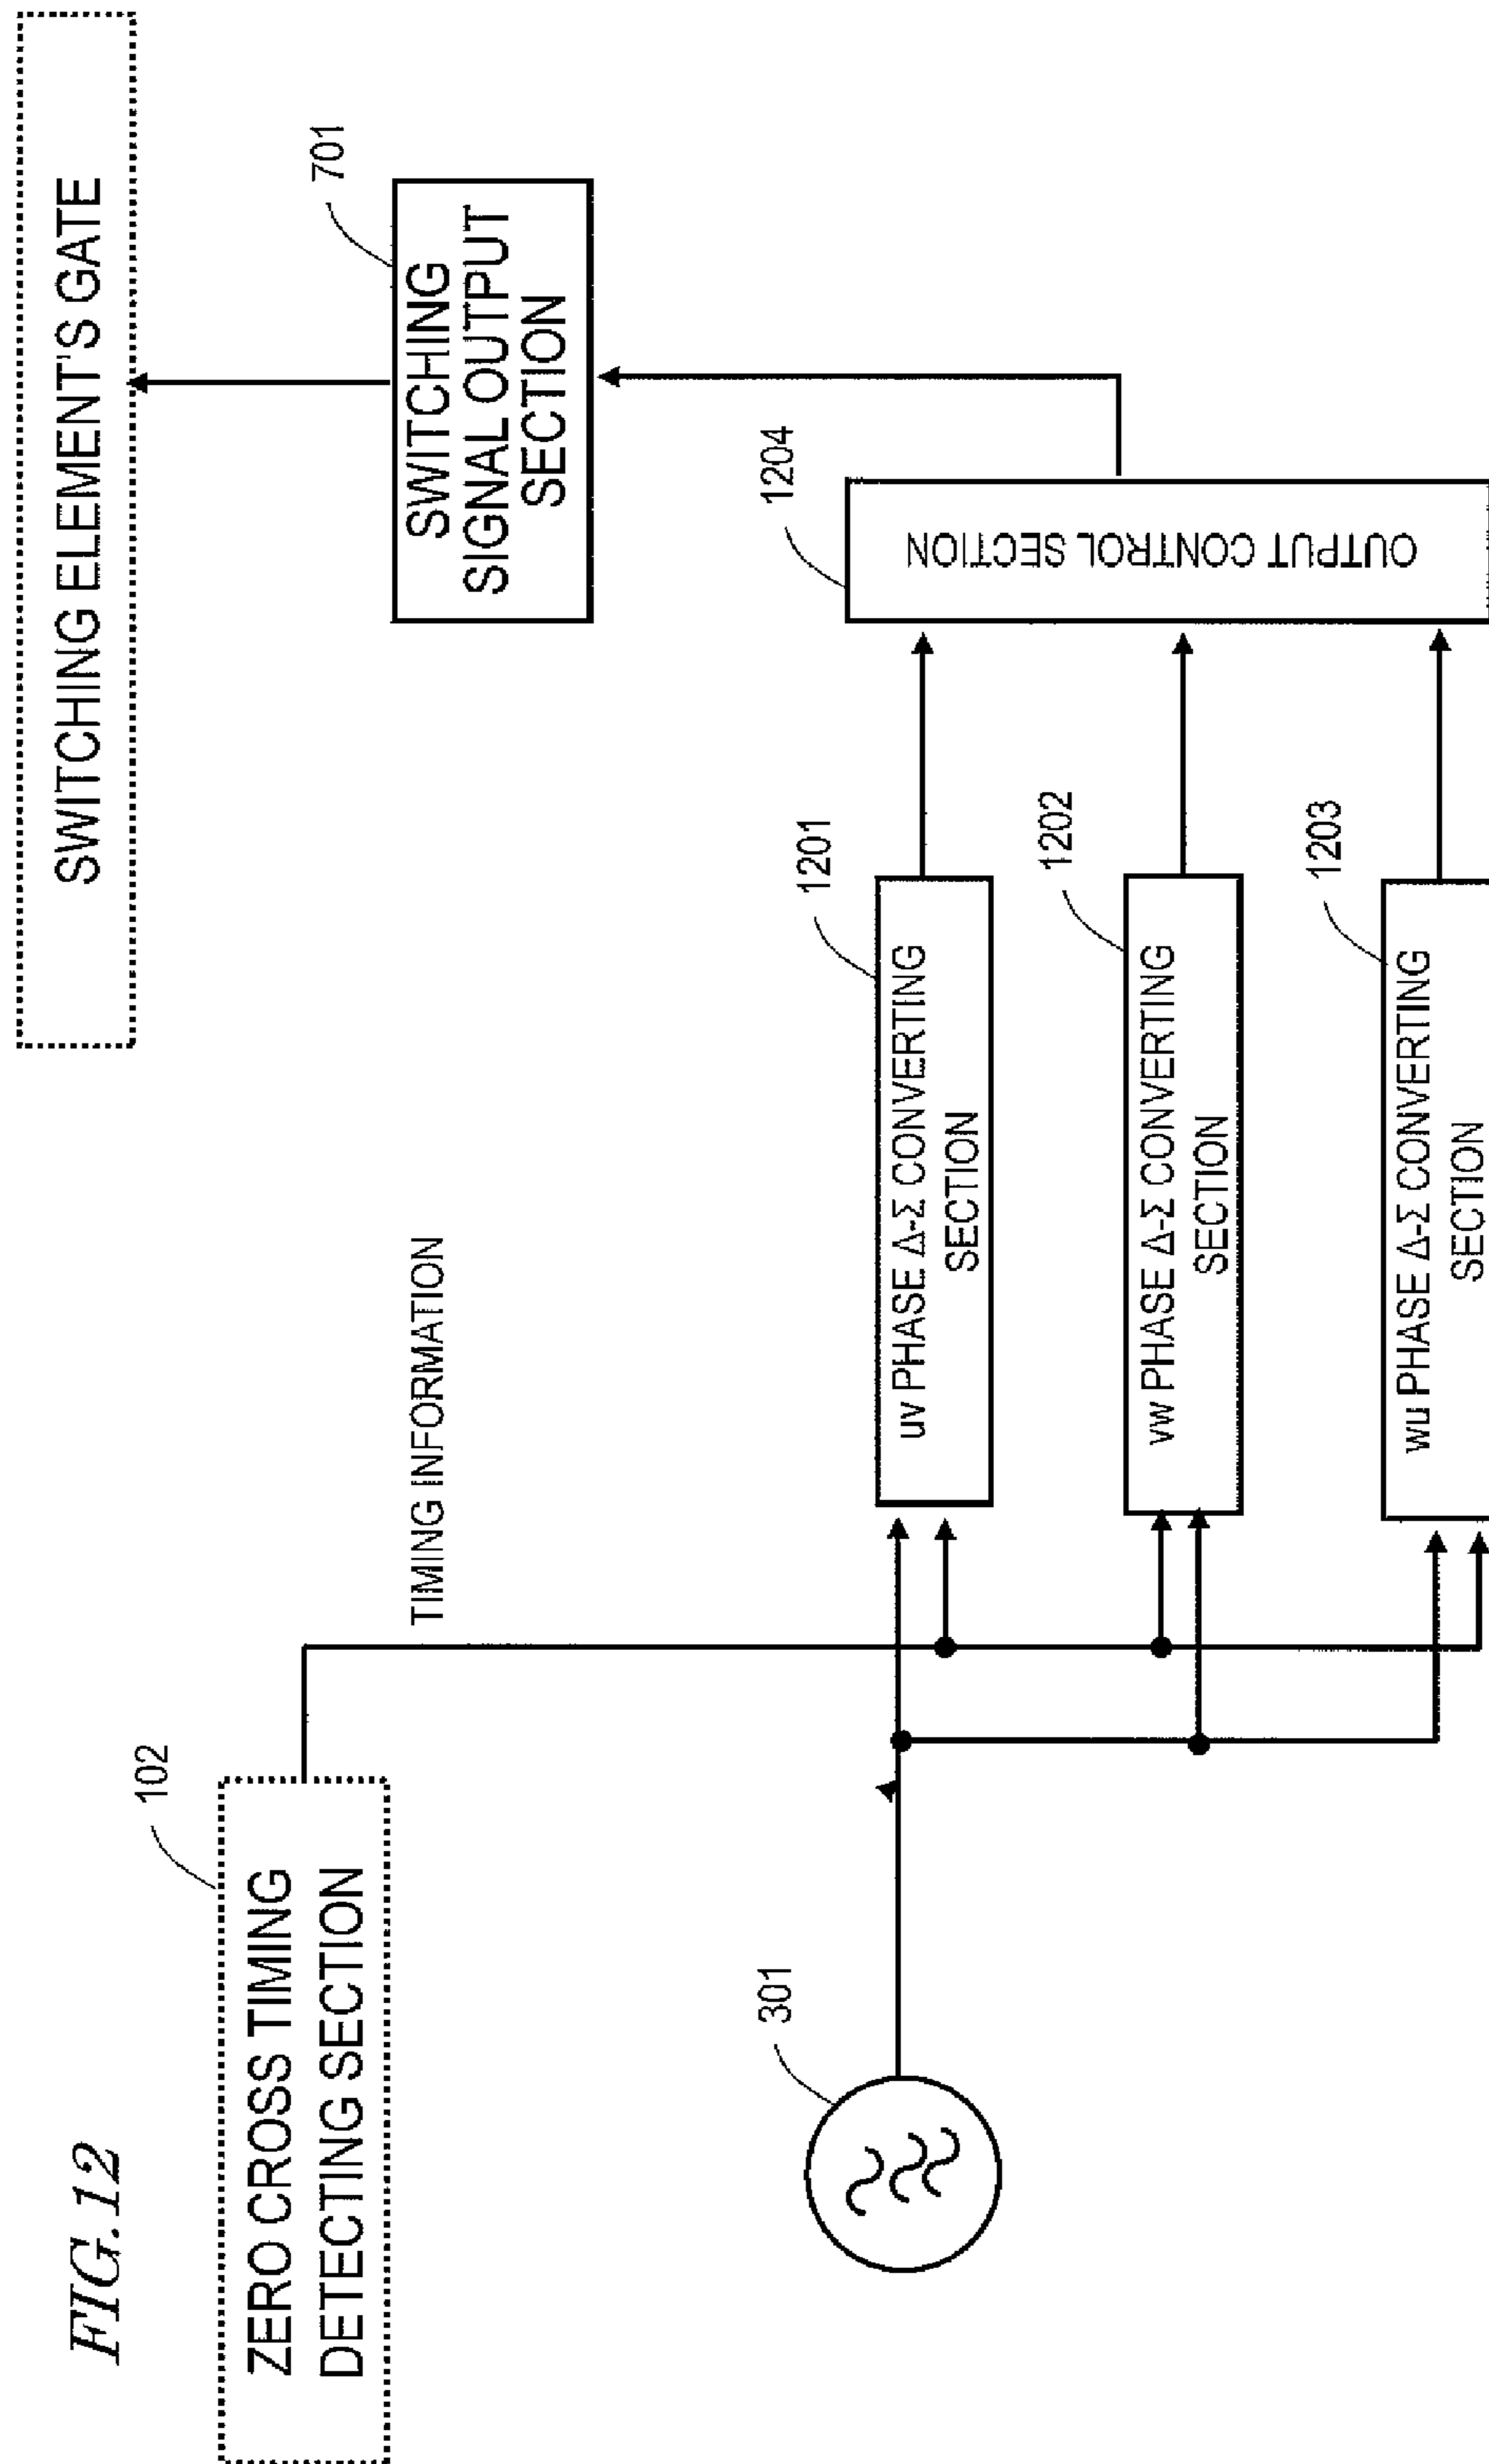 FIG.12
102
ZERO CROSS TIMING
DETECTING SECTION
TIMING INFORMATION
SWITCHING ELEMENT'S GATE
701
SWITCHING
SIGNAL OUTPUT
SECTION
301
1201
uv PHASE Δ-Σ CONVERTING
SECTION
1202
vw PHASE Δ-Σ CONVERTING
SECTION
1203
wu PHASE Δ-Σ CONVERTING
SECTION
1204
OUTPUT CONTROL SECTION